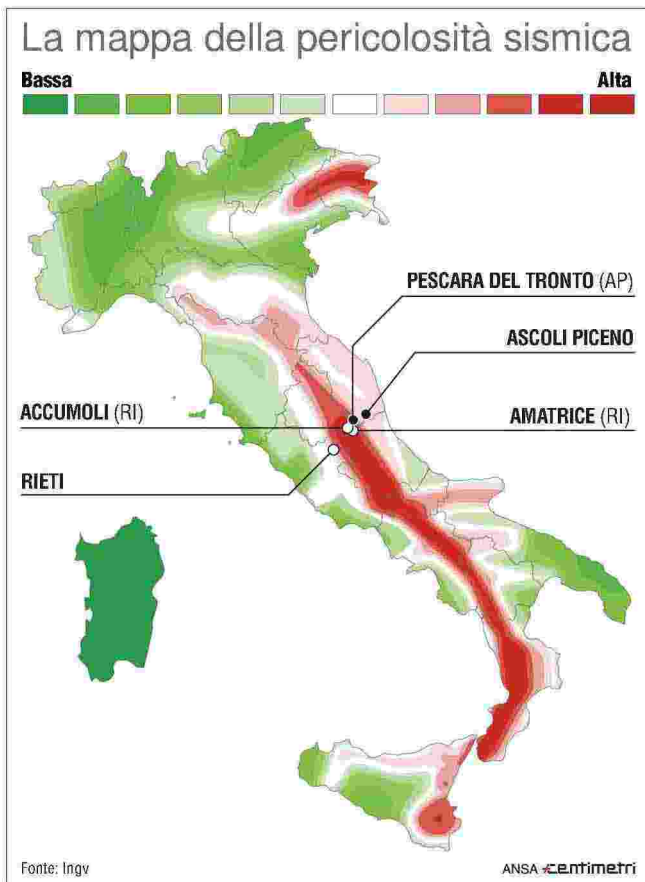 La mappa della pericolosità sismica
Bassa Alta
PESCARA DEL TRONTO (AP)
ASCOLI PICENO
ACCUMOLI (RI)
AMATRICE (RI)
RIETI
Fonte: Ingv
ANSA centimetri